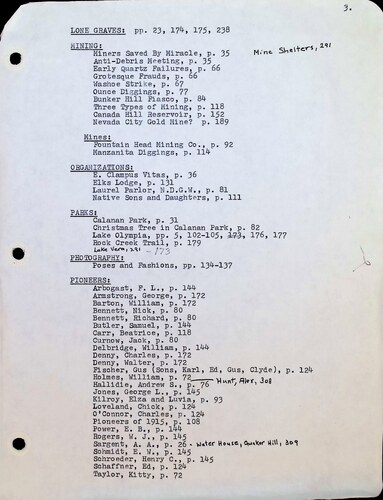 3.
LONE GRAVES: pp. 23, 174, 175, 238
MINING:
Miners Saved By Miracle, p. 35
Mine Shelters, 291
Anti-Debris Meeting, p. 35
Early Quartz Failures, p. 66
Grotesque Frauds, p. 66
Washoe Strike, p. 67
Ounce Diggings, p. 77
Bunker Hill Fiasco, p. 84
Three Types of Mining, p. 118
Canada Hill Reservoir, p. 152
Nevada City Gold Mine? p. 189
Mines:
Fountain Head Mining Co., p. 92
Manzanita Diggings, p. 114
ORGANIZATIONS:
E. Clampus Vitas, p. 36
Elks Lodge, p. 131
Laurel Parlor, N.D.G.W., p. 81
Native Sons and Daughters, p. 111
PARKS:
Calanan Park, p. 31
Christmas Tree in Calanan Park, p. 82
Lake Olympia, pp. 5, 102-105, 173, 176, 177
Rock Creek Trail, p. 179
Lake Vera, 291 - 173
PHOTOGRAPHY:
Poses and Fashions, pp. 134-137
PIONEERS:
Arbogast, F. L., p. 144
Armstrong, George, p. 172
Barton, William, p. 172
Bennett, Nick, p. 80
Bennett, Richard, p. 80
Butler, Samuel, p. 144
Carr, Beatrice, p. 118
Curnow, Jack, p. 80
Delbridge, William, p. 144
Denny, Charles, p. 172
Denny, Walter, p. 172
Fischer, Gus (Sons, Karl, Ed, Gus, Clyde), p. 124
Holmes, William, p. 72
Hallidie, Andrew S., p. 76 Hunt, Alex, 308
Jones, George L., p. 145
Kilroy, Elza and Luvia, p. 93
Loveland, Chick, p. 124
O'Connor, Charles, p. 124
Pioneers of 1915, p. 108
Power, E. B., p. 144
Rogers, W. J., p. 145
Sargent, A. A., p. 26 - Water House, Quaker Hill, 309
Schmidt, E. W., p. 145
Schroeder, Henry C., p. 145
Schaffner, Ed, p. 124
Taylor, Kitty, p. 72